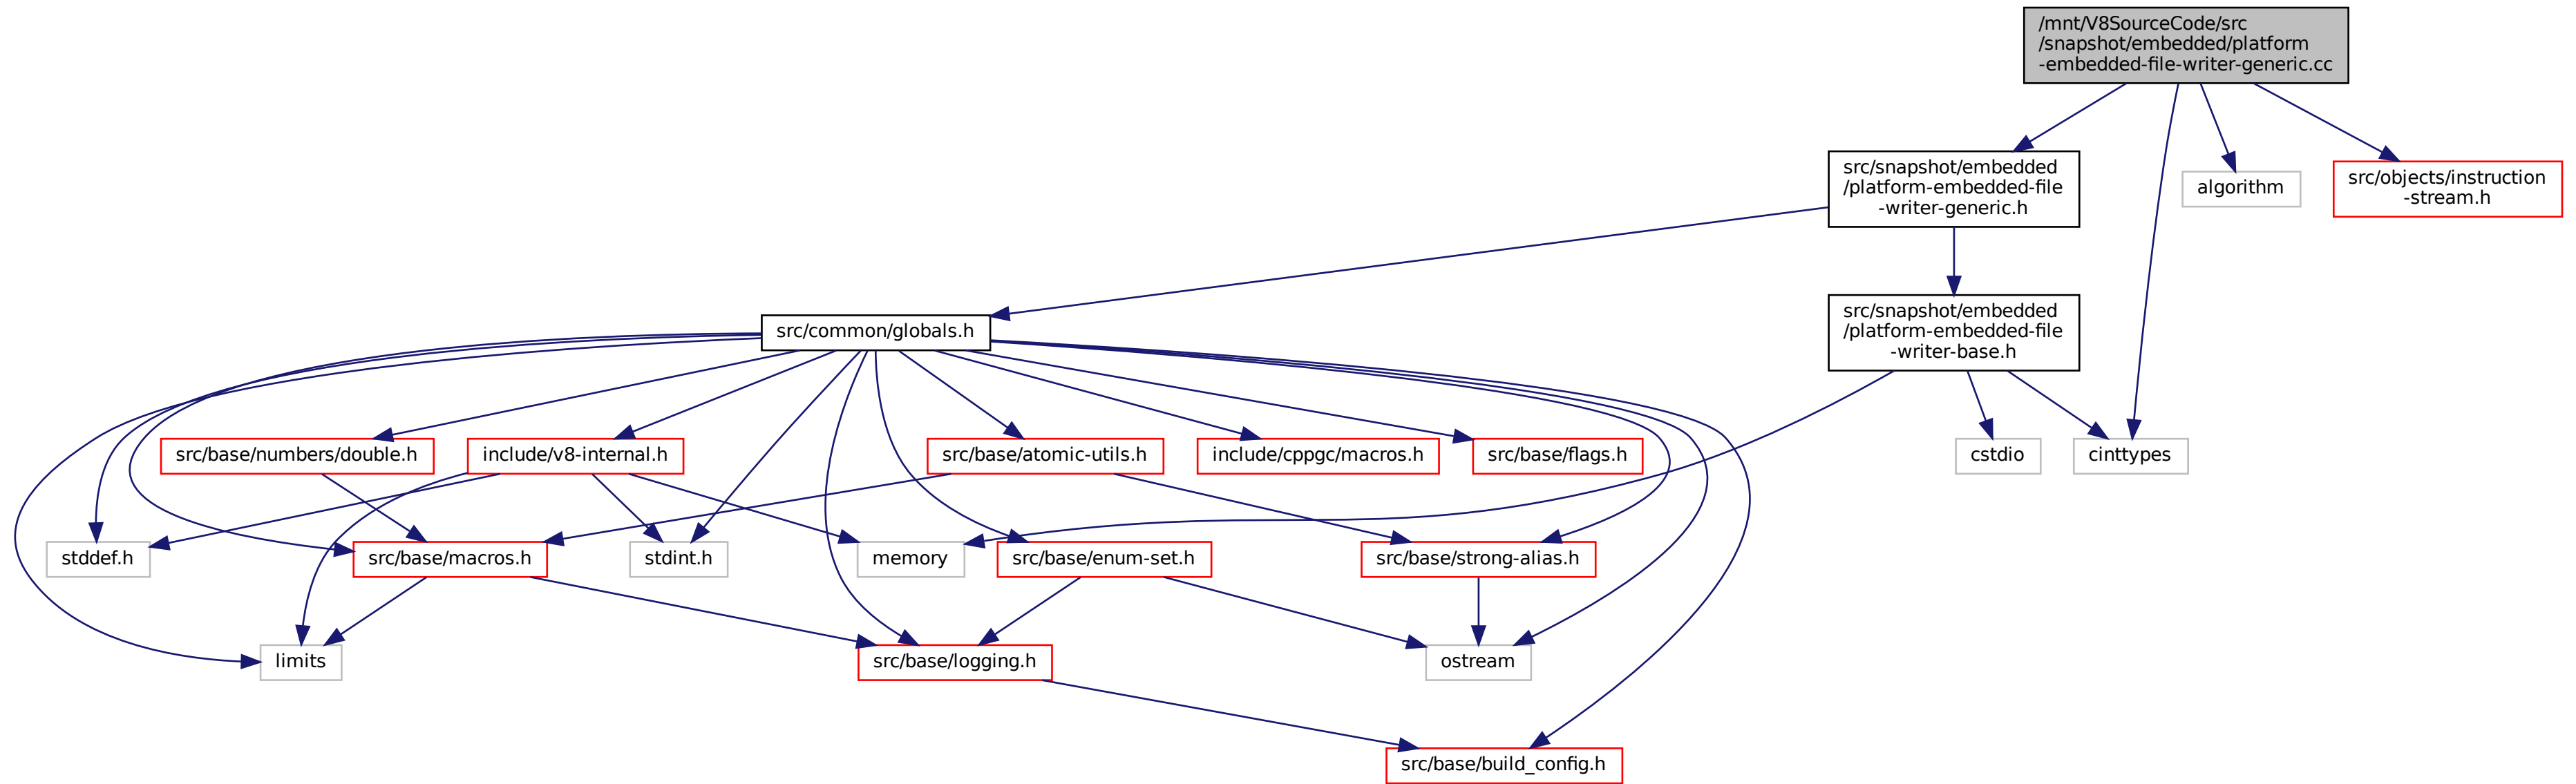 /mnt/V8SourceCode/src
/snapshot/embedded/platform
-embedded-file-writer-generic.cc
src/snapshot/embedded
/platform-embedded-file
-writer-generic.h
algorithm
src/objects/instruction
-stream.h
src/common/globals.h
src/snapshot/embedded
/platform-embedded-file
-writer-base.h
src/base/numbers/double.h
include/v8-internal.h
src/base/atomic-utils.h
include/cppgc/macros.h
src/base/flags.h
cstdio
cinttypes
stddef.h
src/base/macros.h
stdint.h
memory
src/base/enum-set.h
src/base/strong-alias.h
limits
src/base/logging.h
ostream
src/base/build_config.h